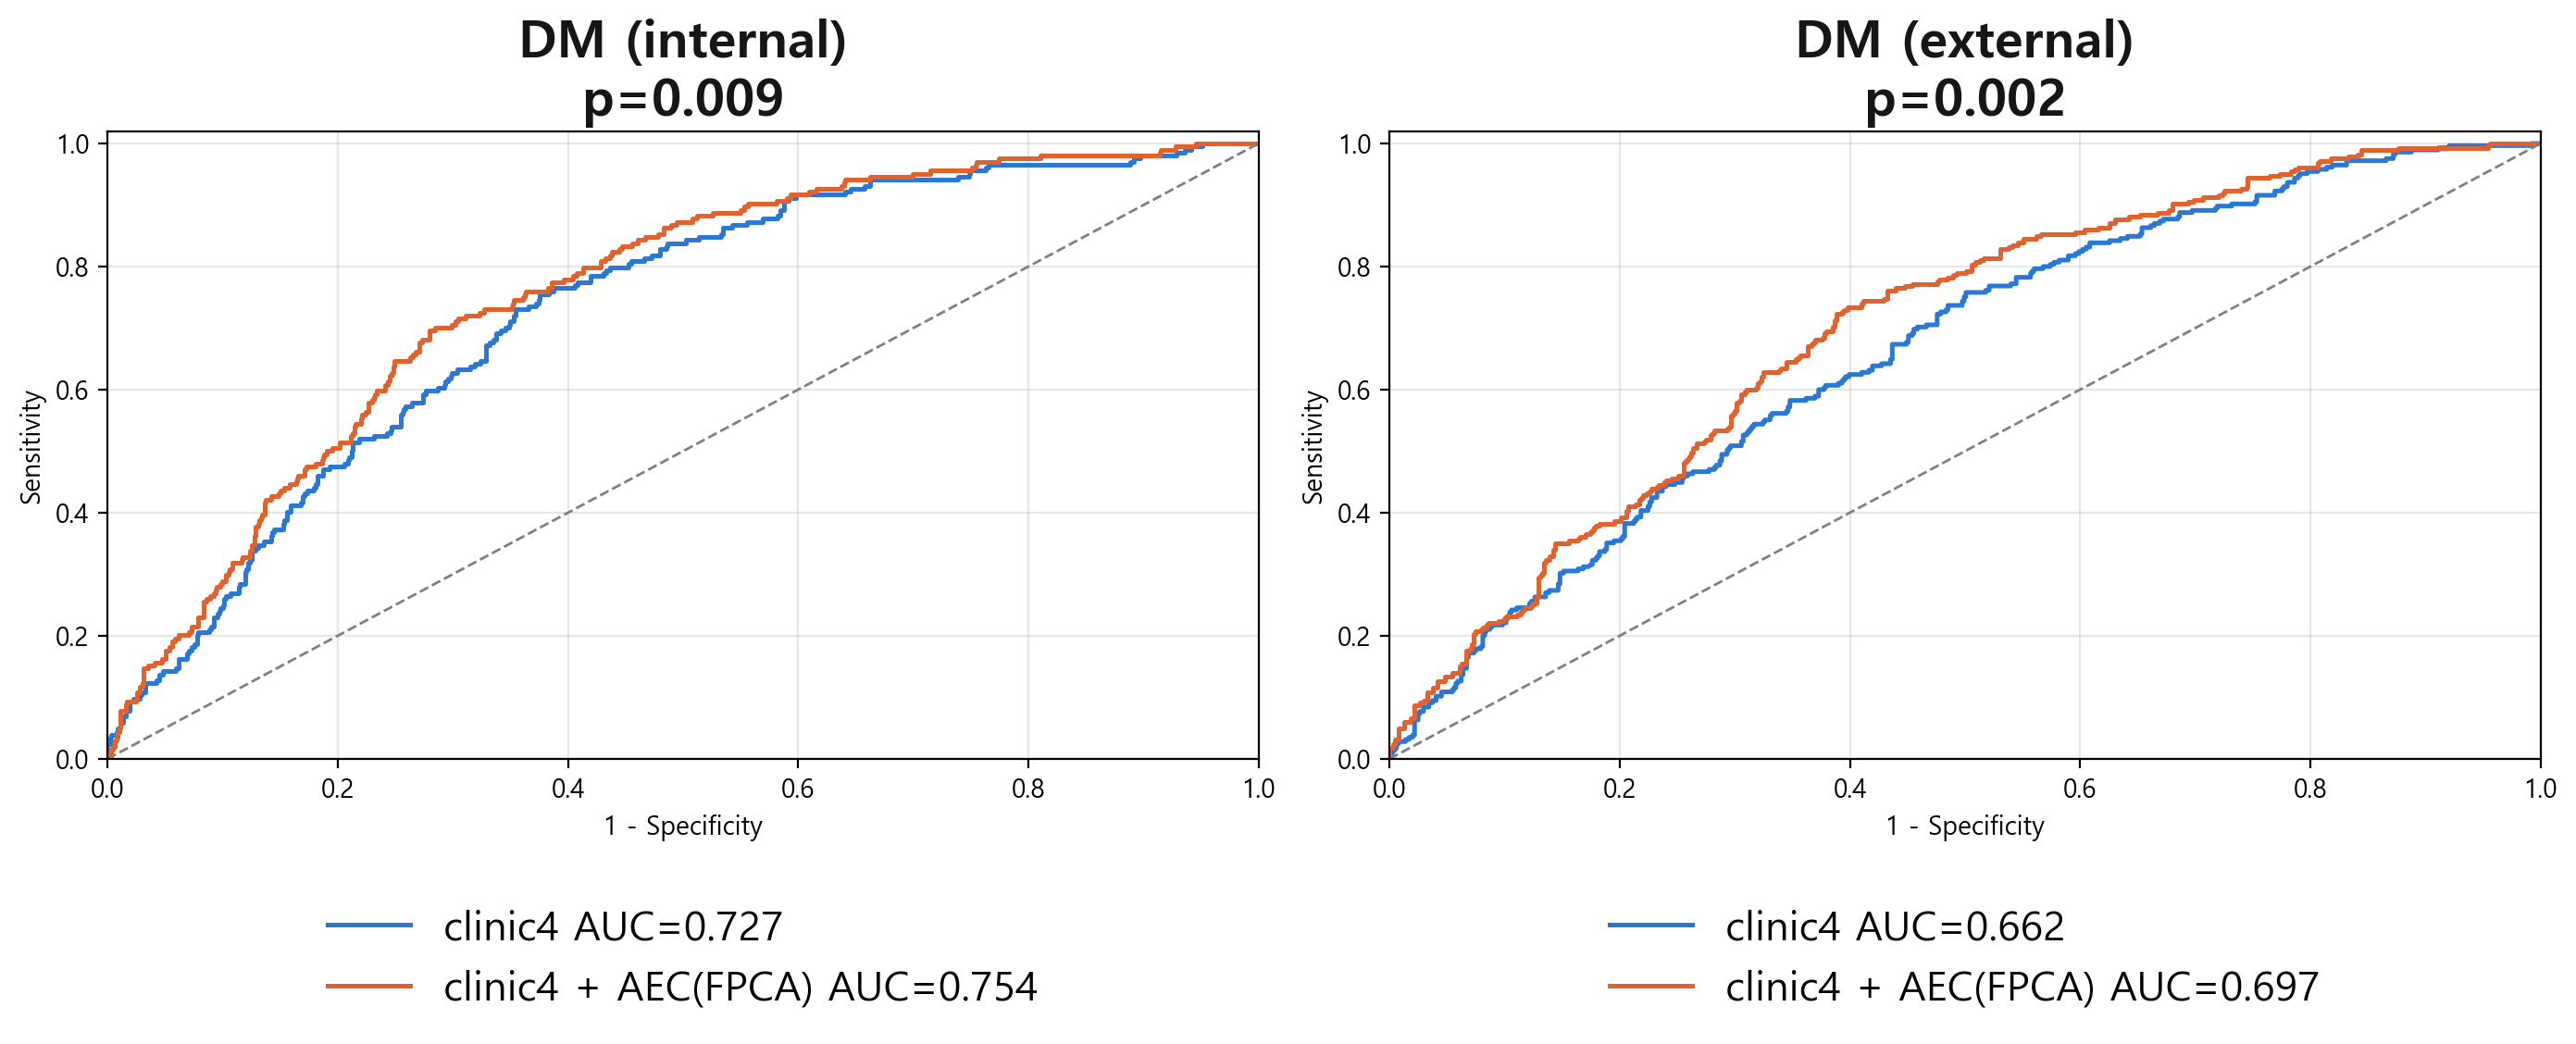 DM (internal)
p=0.009
1.0
0.8
0.6
0.4
0.2
0.0
Sensitivity
0.0 0.2 0.4 0.6 0.8 1.0
1 - Specificity
clinic4 AUC=0.727
clinic4 + AEC(FPCA) AUC=0.754
DM (external)
p=0.002
1.0
0.8
0.6
0.4
0.2
0.0
Sensitivity
0.0 0.2 0.4 0.6 0.8 1.0
1 - Specificity
clinic4 AUC=0.662
clinic4 + AEC(FPCA) AUC=0.697